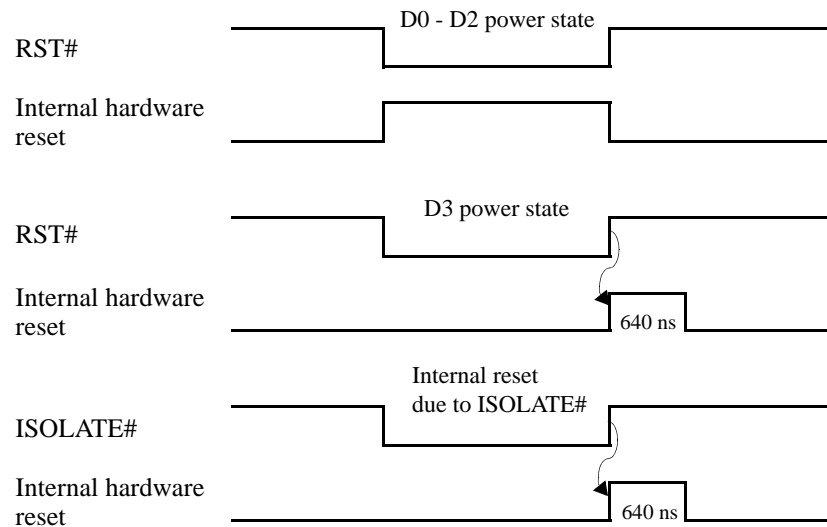 D0 - D2 power state
RST#
Internal hardware
reset
D3 power state
RST#
Internal hardware
reset
640 ns
Internal reset
due to ISOLATE#
ISOLATE#
Internal hardware
reset
640 ns